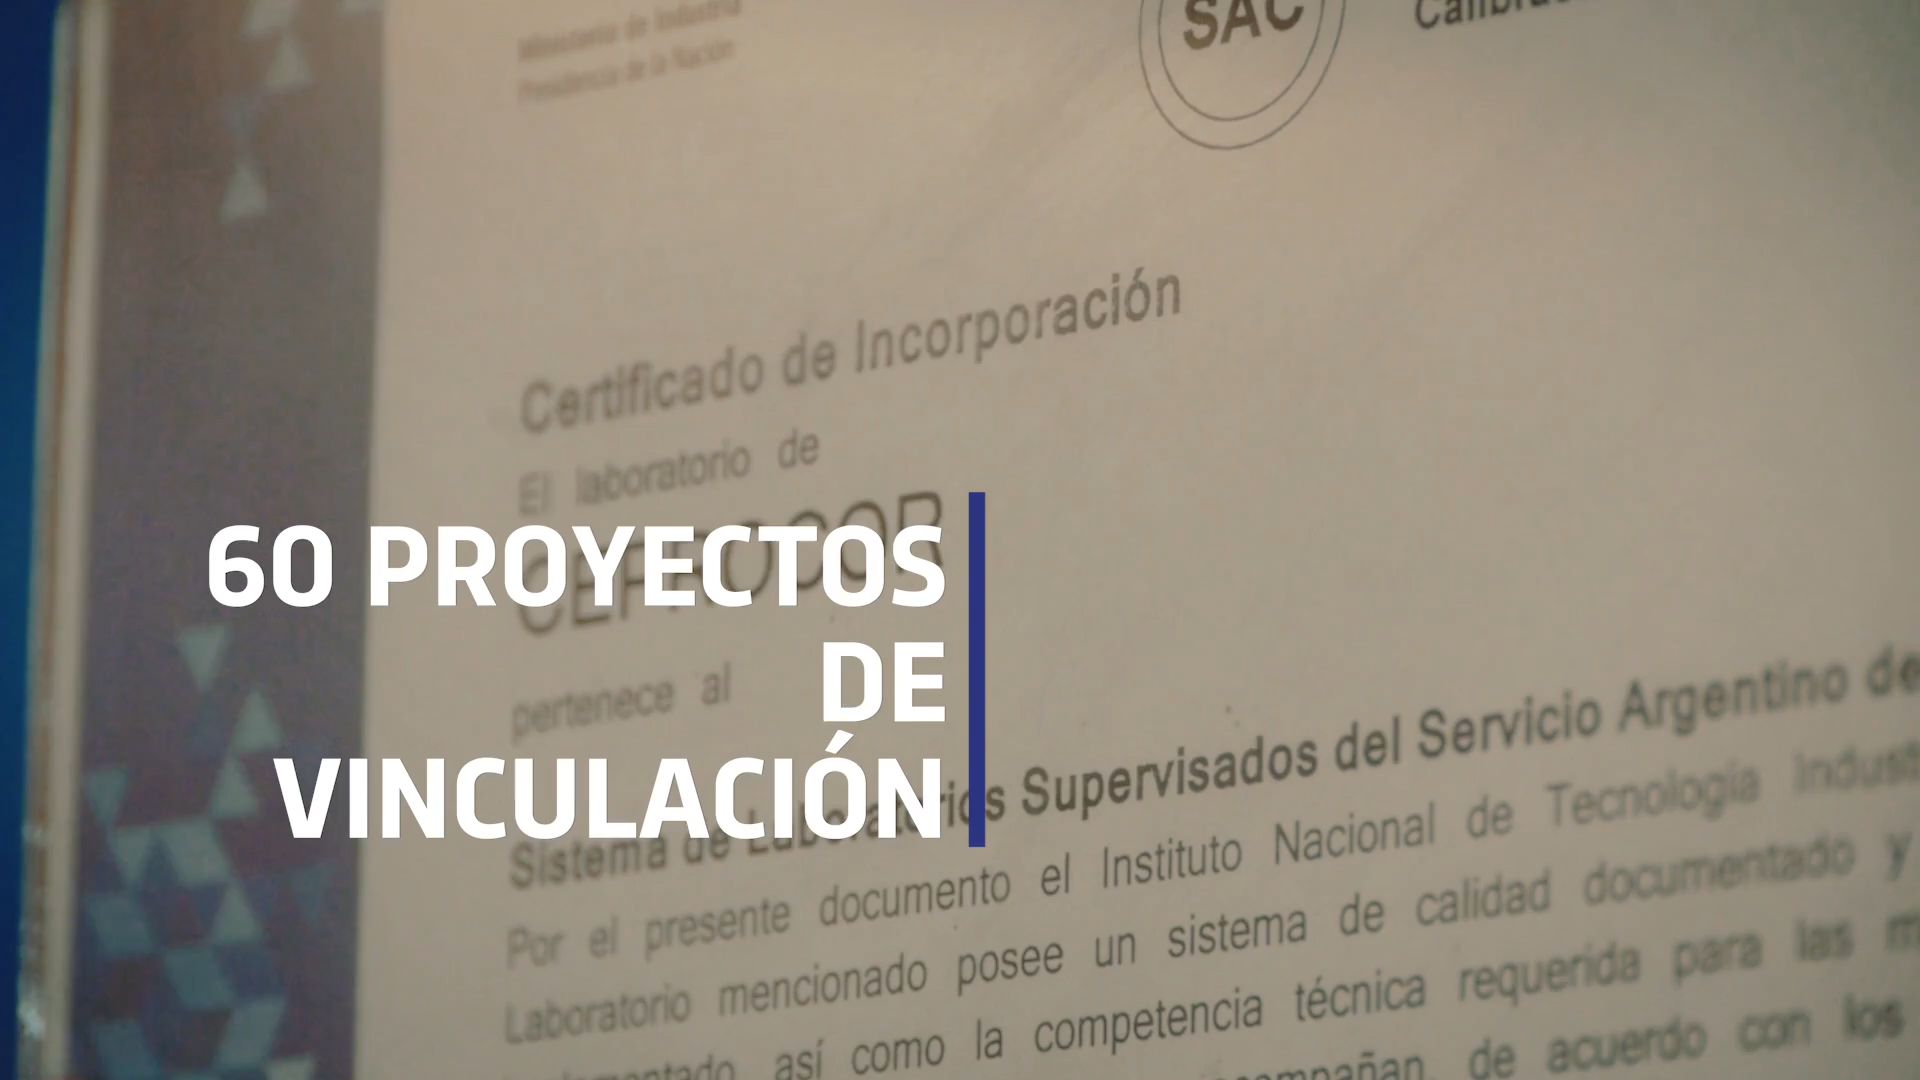 Ministerio de Industria
Presidencia de la Nación
SAC
Certificado de Incorporación
El laboratorio de
CEPROCOR
pertenece al
Sistema de Laboratorios Supervisados del Servicio Argentino de
Por el presente documento el Instituto Nacional de Tecnología
Laboratorio mencionado posee un sistema de calidad documentado y
así como la competencia técnica requerida para las
de acuerdo con los
60 PROYECTOS
DE
VINCULACIÓN